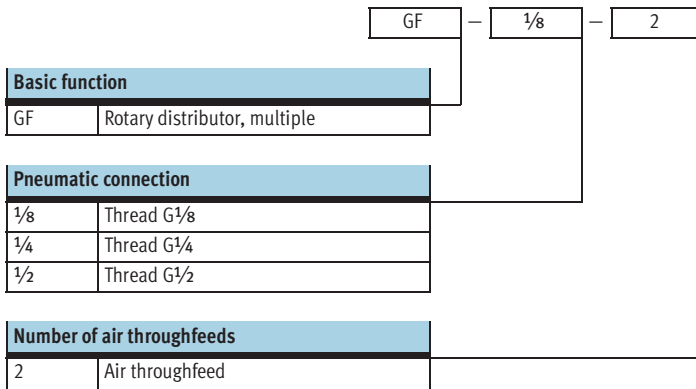 GF – ⅛ – 2
Basic function
GF Rotary distributor, multiple
Pneumatic connection
⅛ Thread G⅛
¼ Thread G¼
½ Thread G½
Number of air throughfeeds
2 Air throughfeed